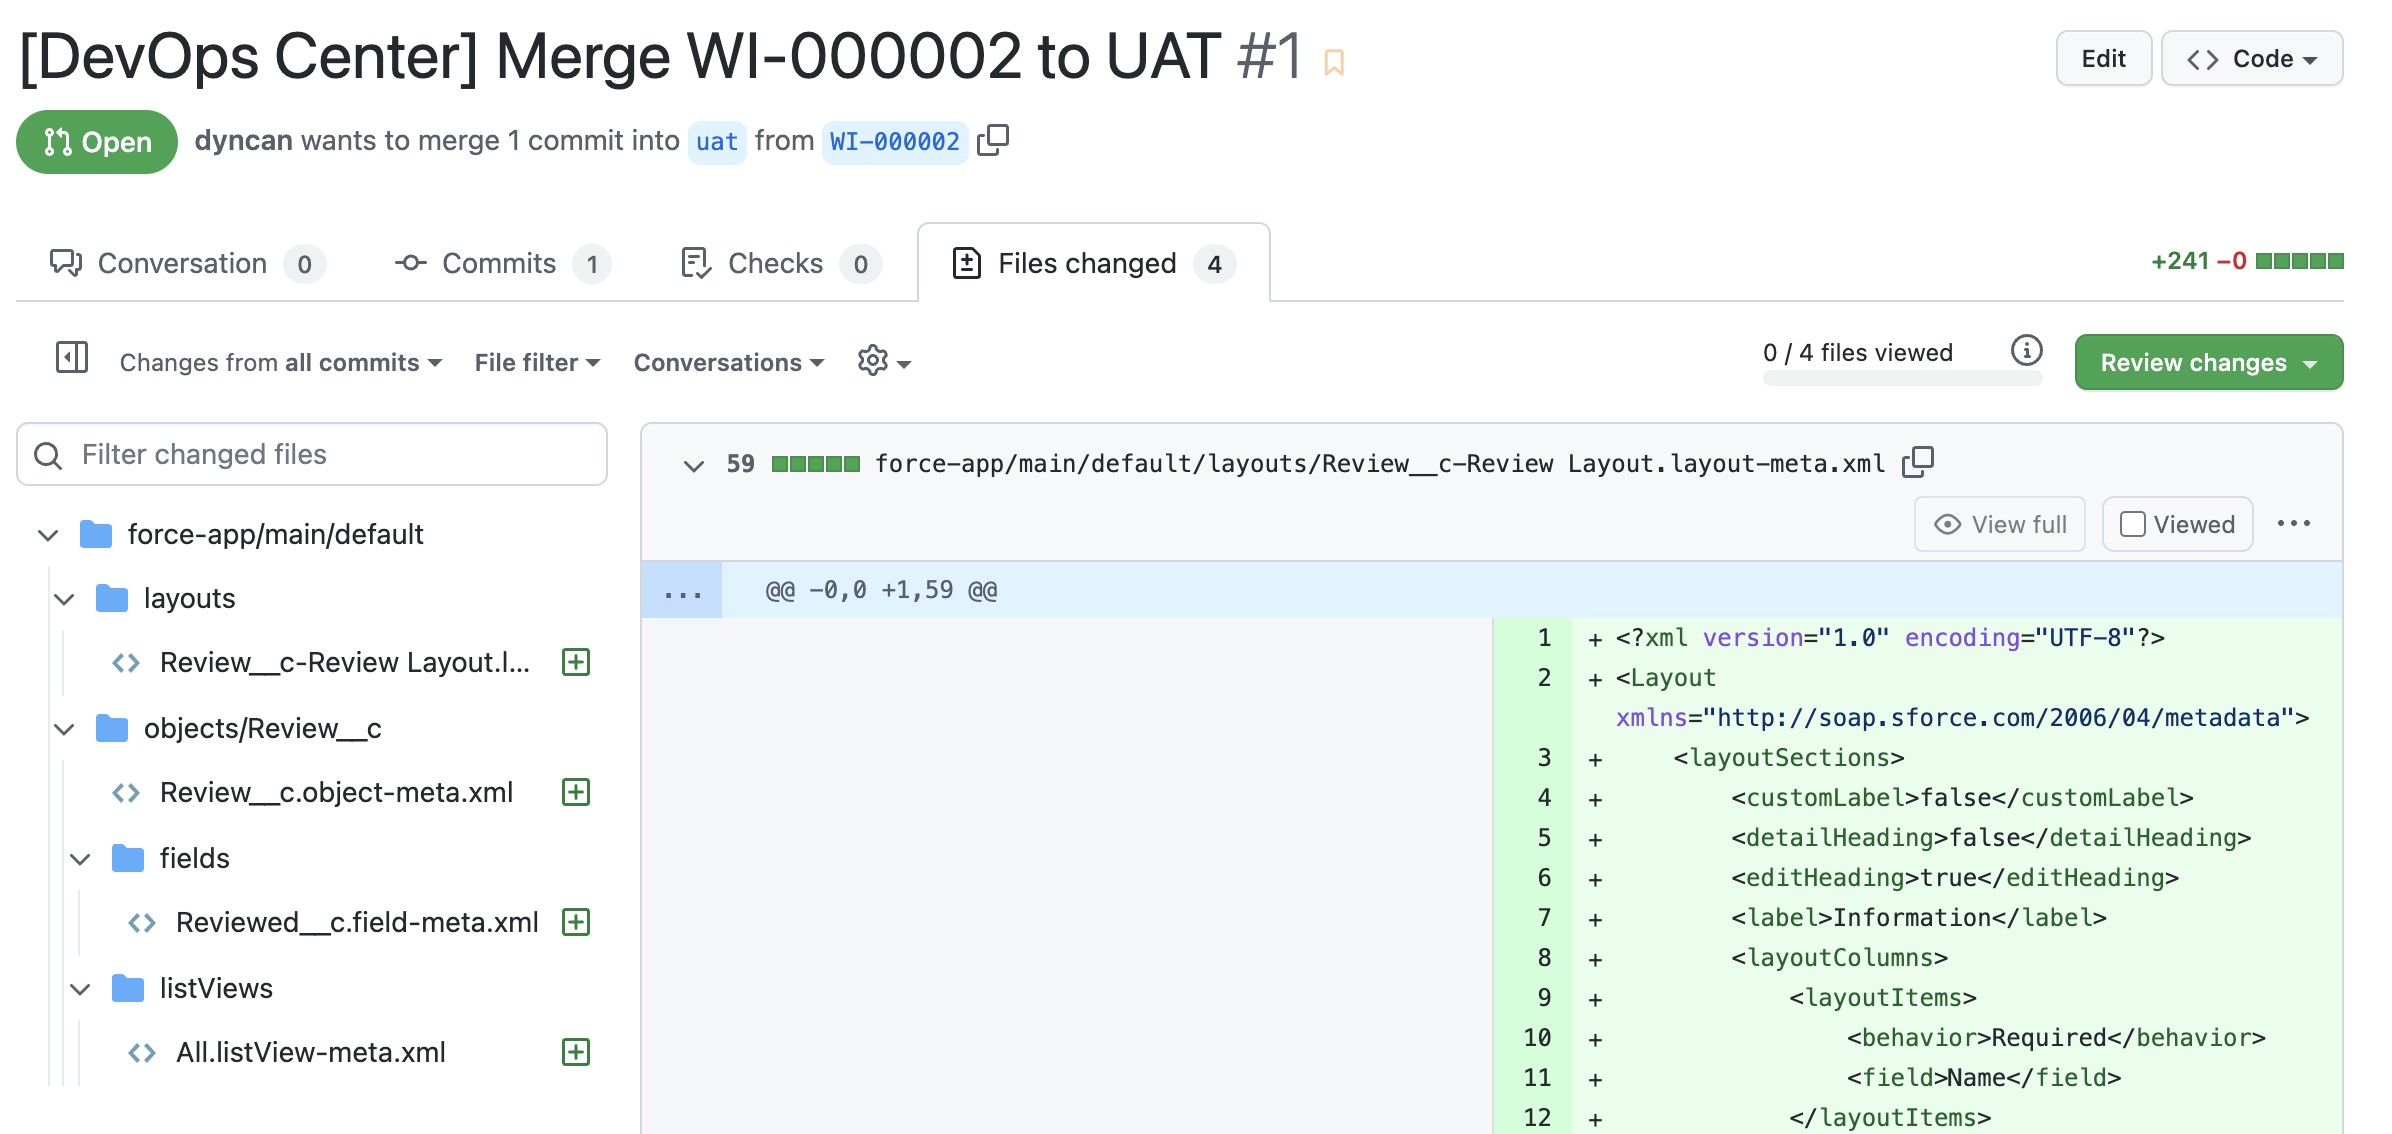 [DevOps Center] Merge WI-000002 to UAT #1
Edit
Code
Open
dyncan wants to merge 1 commit into uat from WI-000002
Conversation 0
Commits 1
Checks 0
Files changed 4
+241 −0
Changes from all commits
File filter
Conversations
0 / 4 files viewed
Review changes
Filter changed files
force-app/main/default
layouts
Review__c-Review Layout.l...
objects/Review__c
Review__c.object-meta.xml
fields
Reviewed__c.field-meta.xml
listViews
All.listView-meta.xml
59 force-app/main/default/layouts/Review__c-Review Layout.layout-meta.xml
View full
Viewed
...
@@ -0,0 +1,59 @@
1 + <?xml version="1.0" encoding="UTF-8"?>
2 + <Layout
xmlns="http://soap.sforce.com/2006/04/metadata">
3 + <layoutSections>
4 + <customLabel>false</customLabel>
5 + <detailHeading>false</detailHeading>
6 + <editHeading>true</editHeading>
7 + <label>Information</label>
8 + <layoutColumns>
9 + <layoutItems>
10 + <behavior>Required</behavior>
11 + <field>Name</field>
12 + </layoutItems>